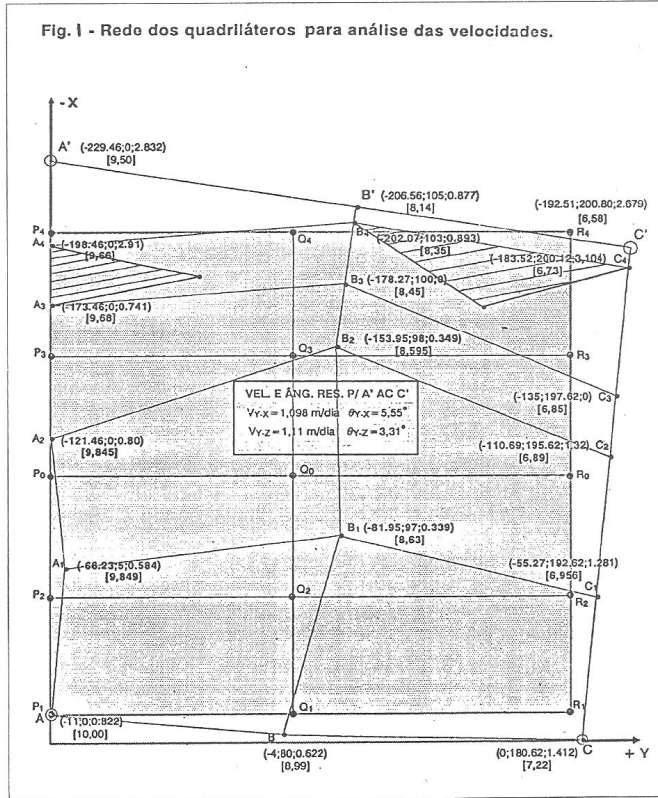 Fig. I - Rede dos quadriláteros para análise das velocidades.
- X
A' (-229.46;0;2.832)
[9,50]
B' (-206.56;105;0.877)
[8,14]
(-192.51;200.80;2.679)
[6,58]
P4 Q4 R4 C'
A4 (-198.46;0;2.91)
[9,66]
B4 (-202.07;103;0.893)
[8,35]
(-183.52;200.12;3,104) C4
[6,73]
A3 (-173.46;0;0.741)
[9,68]
B3 (-178.27;100;0)
[8,45]
P3 Q3 R3
B2 (-153.95;98;0.349)
[8,595]
(-135;197.62;0) C3
[6,85]
VEL. E ÂNG. RES. P/ A' AC C'
VY-X = 1,098 m/dia θY-X = 5,55°
VY-Z = 1,11 m/dia θY-Z = 3,31°
A2 (-121.46;0;0.80)
[9,845]
(-110.69;195.62;1.32) C2
[6,89]
P0 Q0 R0
B1 (-81.95;97;0.339)
[8,63]
A1 (-66.23;5;0.584)
[9,849]
(-55.27;192.62;1.281)
[6,956] C1
P2 Q2 R2
P1 Q1 R1
A (-11;0;0.822)
[10,00]
B C + Y
(-4;80;0.622) (0;180.62;1.412)
[8,99] [7,22]